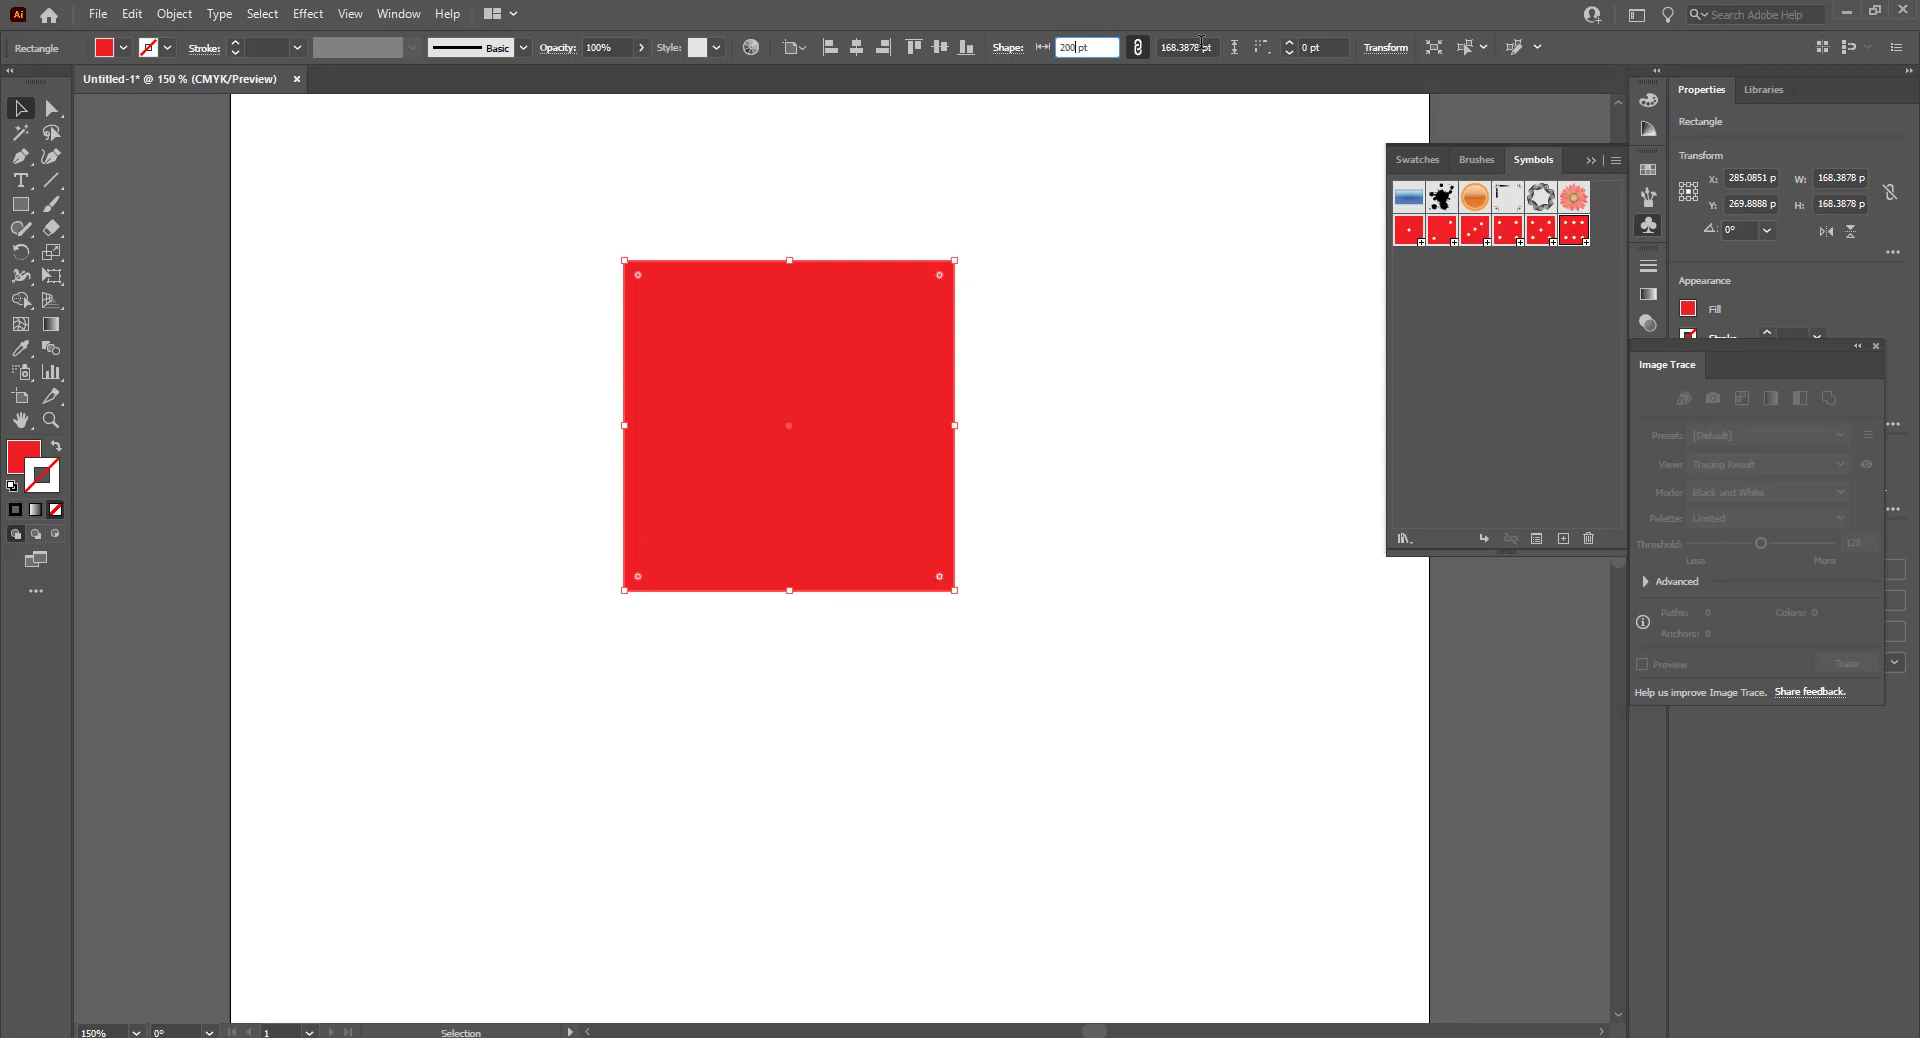 Ai File Edit Object Type Select Effect View Window Help Search Adobe Help
Rectangle Stroke: Basic Opacity: 100% Style: Shape: 200 pt 168.3878 pt 0 pt Transform
Untitled-1* @ 150 % (CMYK/Preview)
Swatches Brushes Symbols
Properties Libraries
Rectangle
Transform
X: 285.0851 p W: 168.3878 p
Y: 269.8888 p H: 168.3878 p
0°
Appearance
Fill
Stroke
Image Trace
Preset: [Default]
View: Tracing Result
Mode: Black and White
Palette: Limited
Threshold: 128
Less More
Advanced
Paths: 0 Colors: 0
Anchors: 0
Preview Trace
Help us improve Image Trace. Share feedback.
150% 0° 1 Selection